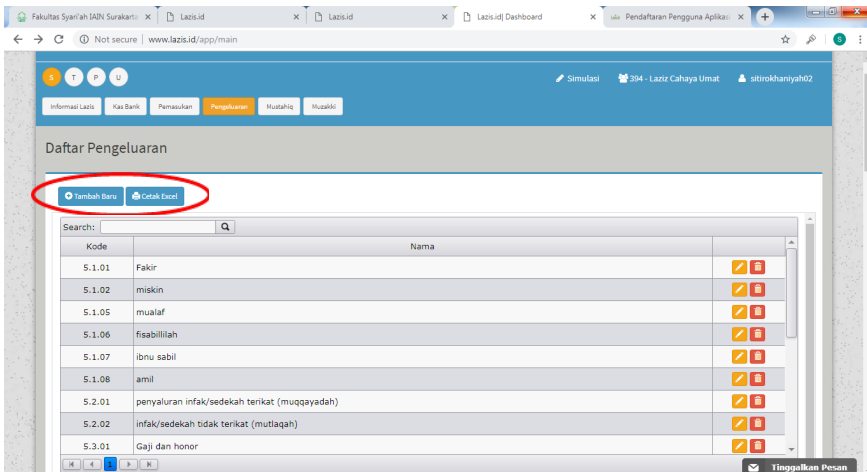 Fakultas Syari'ah IAIN Surakarta
Lazis.id
Lazis.id
Lazis.id| Dashboard
Pendaftaran Pengguna Aplikasi
Not secure | www.lazis.id/app/main
S
S T P U
Simulasi
394 - Laziz Cahaya Umat
sitirokhaniyah02
Informasi Lazis
Kas Bank
Pemasukan
Pengeluaran
Mustahiq
Muzakki
Daftar Pengeluaran
Tambah Baru
Cetak Excel
Search:
Kode Nama
5.1.01 Fakir
5.1.02 miskin
5.1.05 mualaf
5.1.06 fisabillilah
5.1.07 ibnu sabil
5.1.08 amil
5.2.01 penyaluran infak/sedekah terikat (muqqayadah)
5.2.02 infak/sedekah tidak terikat (mutlaqah)
5.3.01 Gaji dan honor
1
Tinggalkan Pesan